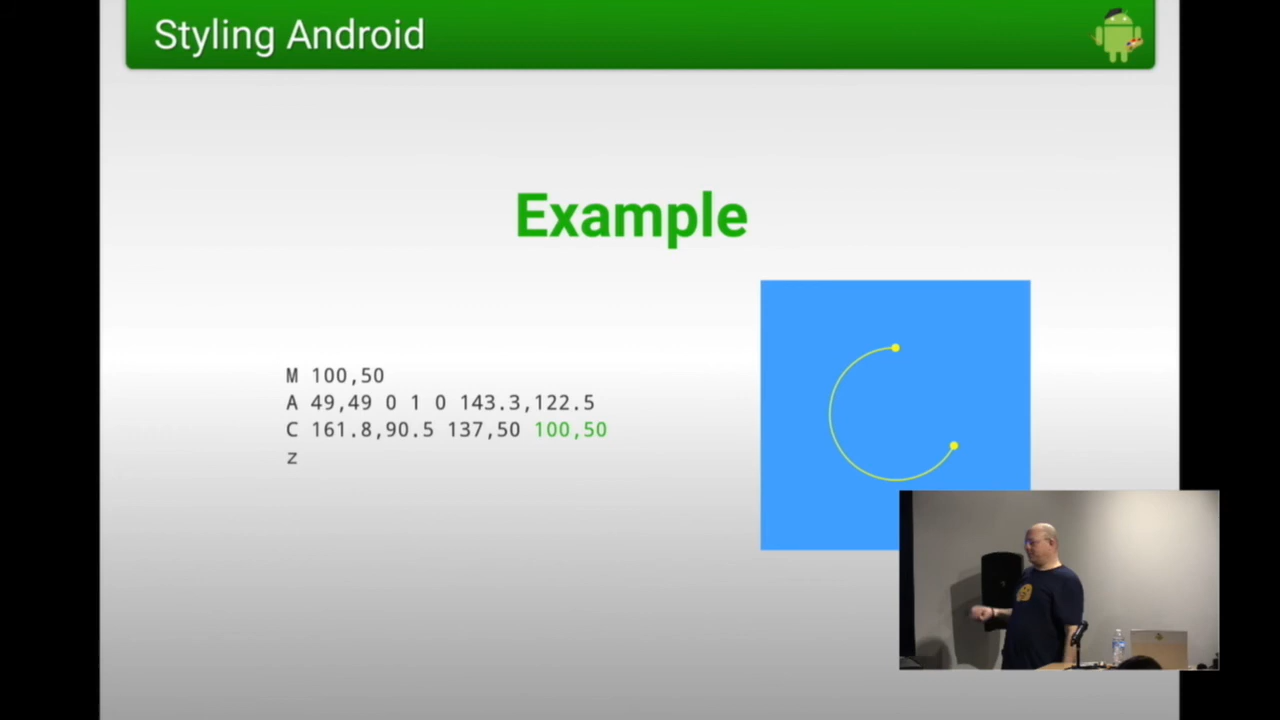 Styling Android
Example
M 100,50
A 49,49 0 1 0 143.3,122.5
C 161.8,90.5 137,50 100,50
z